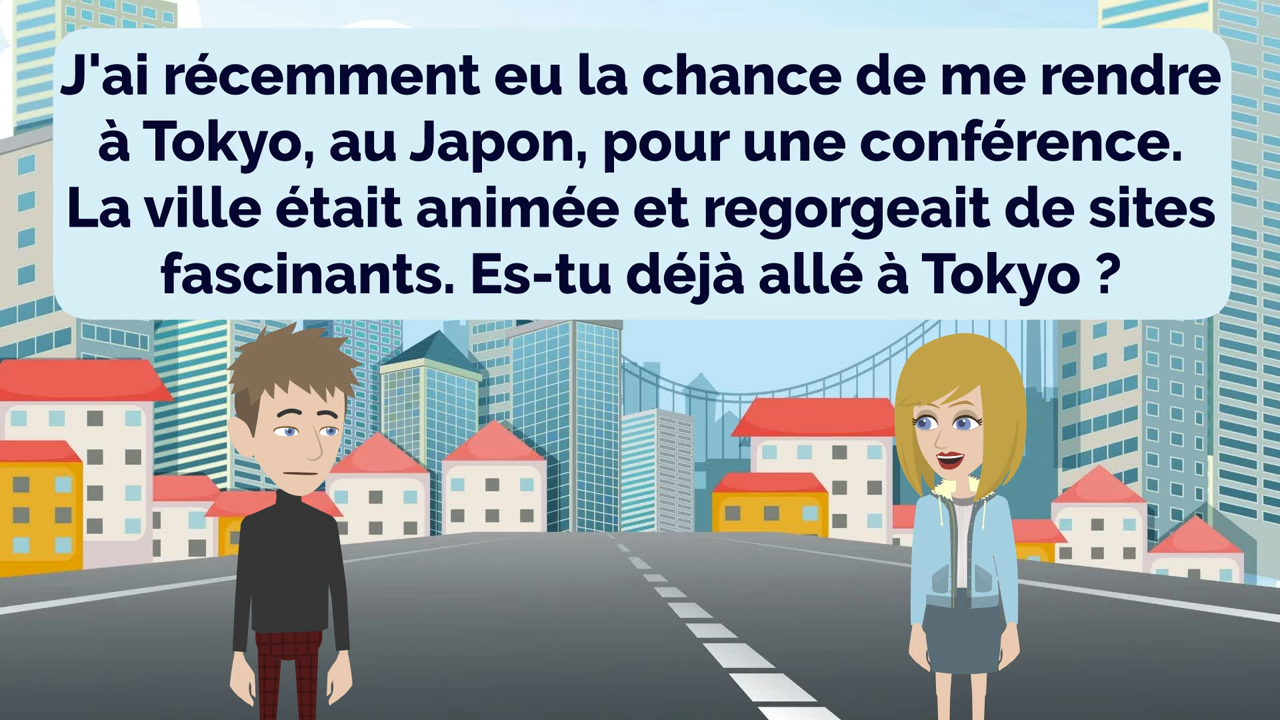 J'ai récemment eu la chance de me rendre
à Tokyo, au Japon, pour une conférence.
La ville était animée et regorgeait de sites
fascinants. Es-tu déjà allé à Tokyo ?